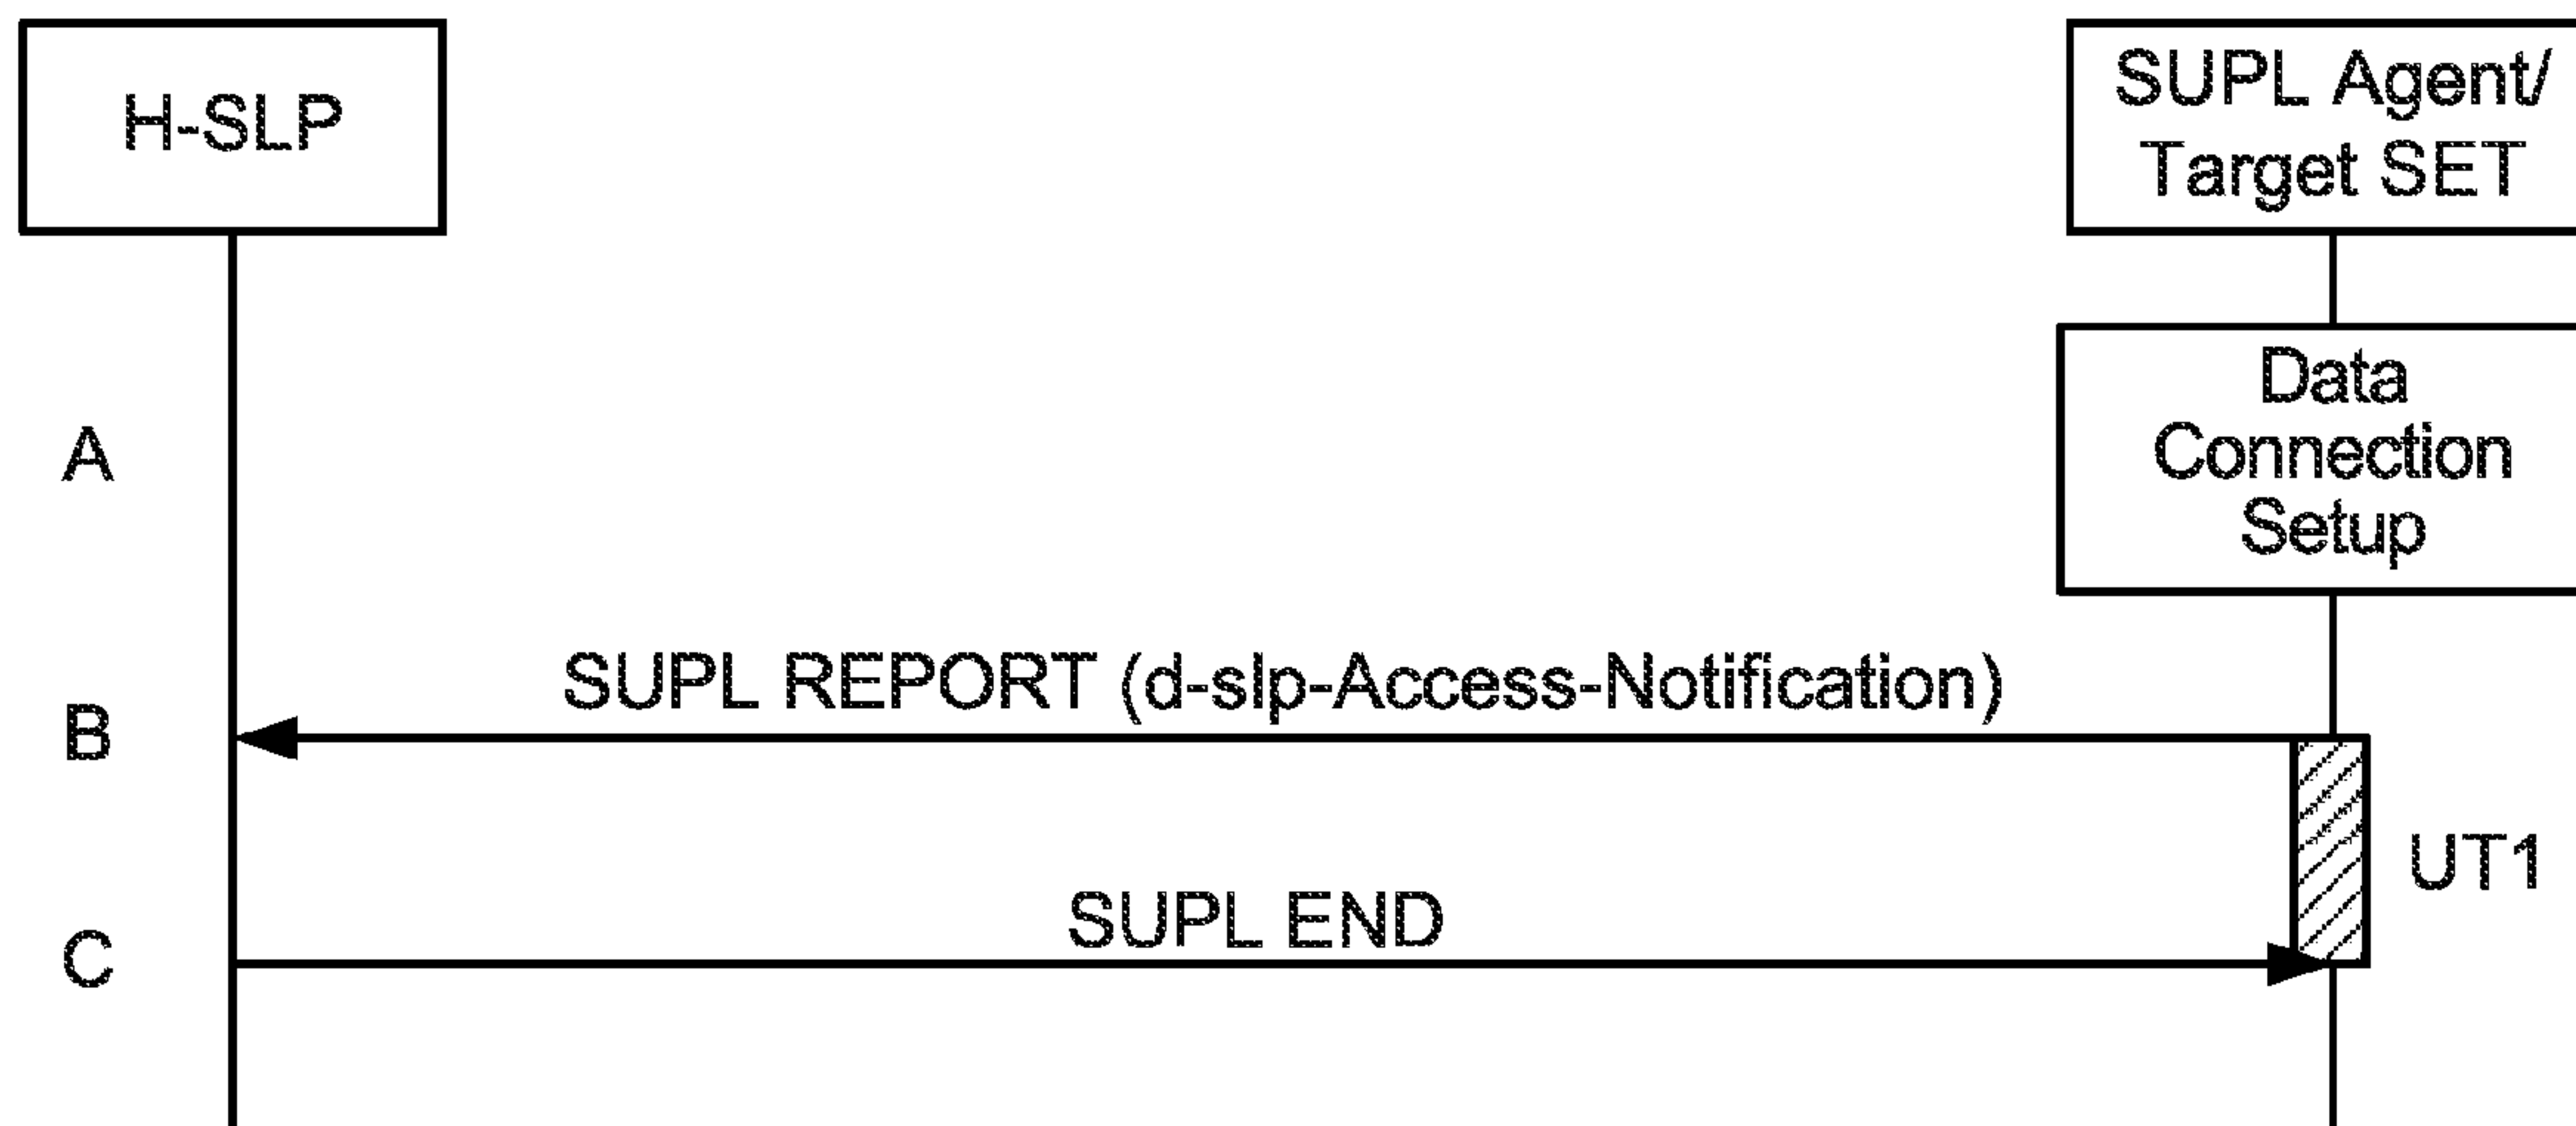 H-SLP
SUPL Agent/
Target SET
A
Data
Connection
Setup
B
SUPL REPORT (d-slp-Access-Notification)
UT1
C
SUPL END